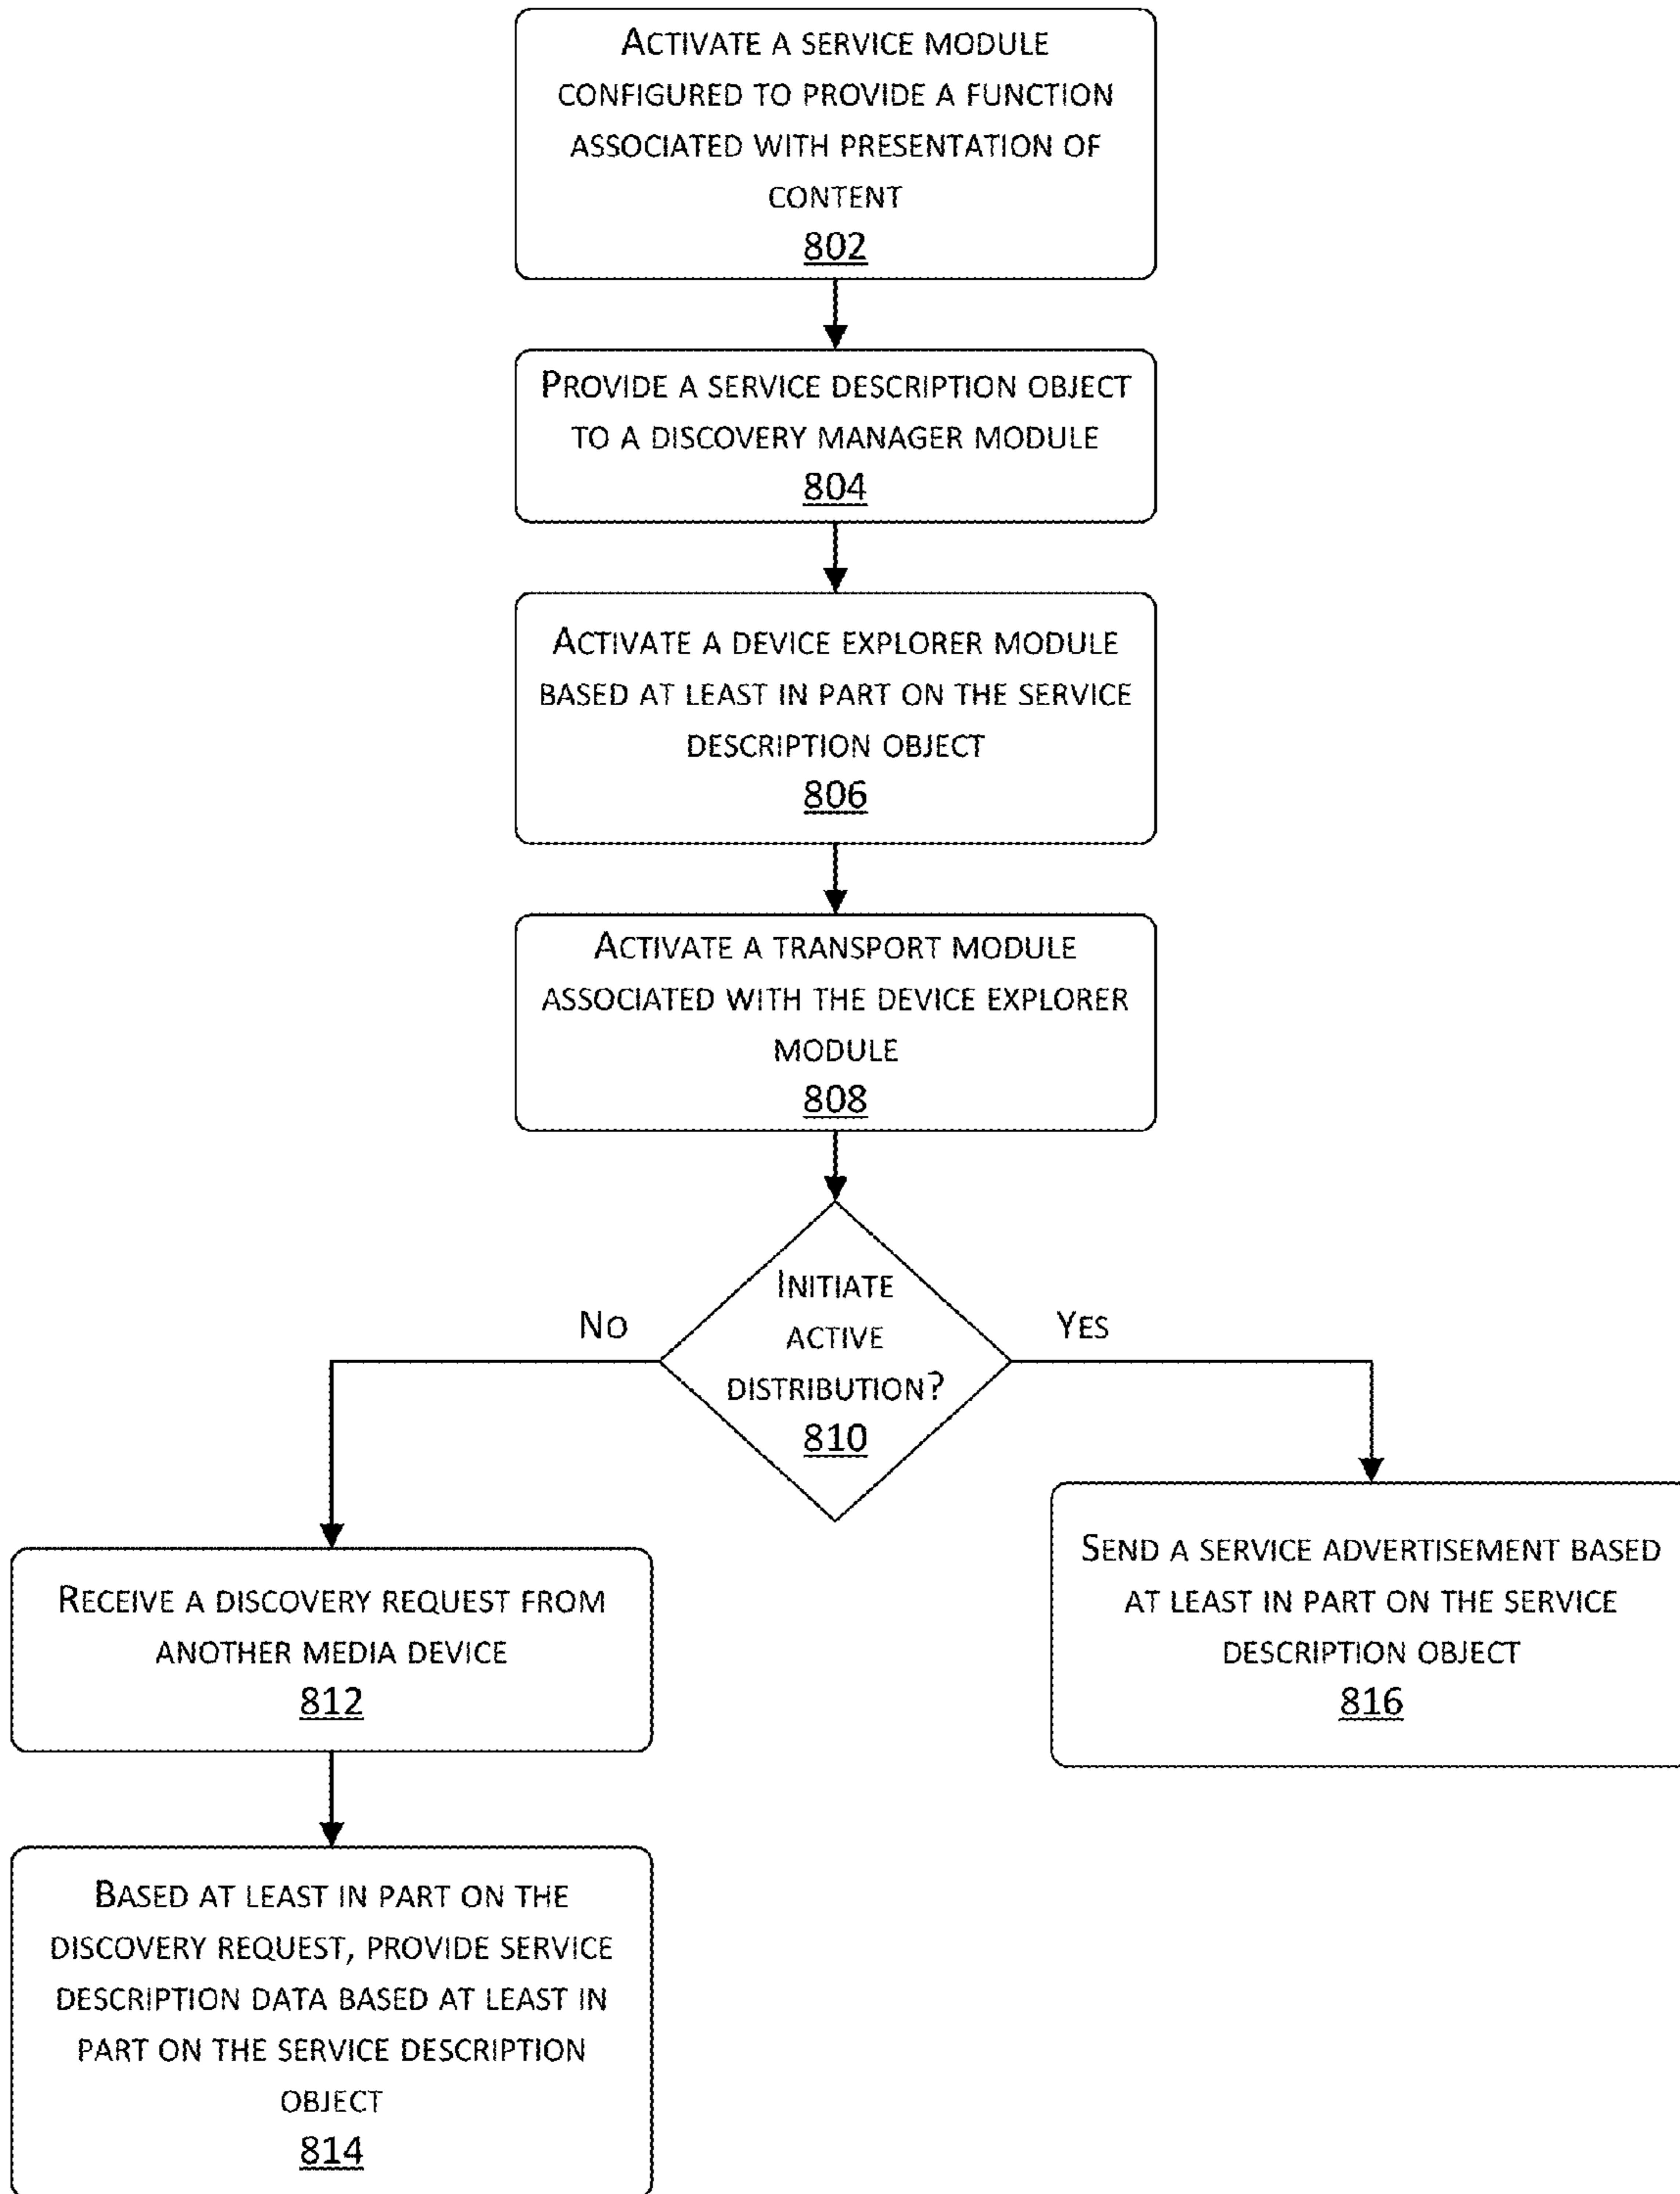 ACTIVATE A SERVICE MODULE
CONFIGURED TO PROVIDE A FUNCTION
ASSOCIATED WITH PRESENTATION OF
CONTENT
802
PROVIDE A SERVICE DESCRIPTION OBJECT
TO A DISCOVERY MANAGER MODULE
804
ACTIVATE A DEVICE EXPLORER MODULE
BASED AT LEAST IN PART ON THE SERVICE
DESCRIPTION OBJECT
806
ACTIVATE A TRANSPORT MODULE
ASSOCIATED WITH THE DEVICE EXPLORER
MODULE
808
INITIATE
ACTIVE
DISTRIBUTION?
810
NO
YES
RECEIVE A DISCOVERY REQUEST FROM
ANOTHER MEDIA DEVICE
812
BASED AT LEAST IN PART ON THE
DISCOVERY REQUEST, PROVIDE SERVICE
DESCRIPTION DATA BASED AT LEAST IN
PART ON THE SERVICE DESCRIPTION
OBJECT
814
SEND A SERVICE ADVERTISEMENT BASED
AT LEAST IN PART ON THE SERVICE
DESCRIPTION OBJECT
816